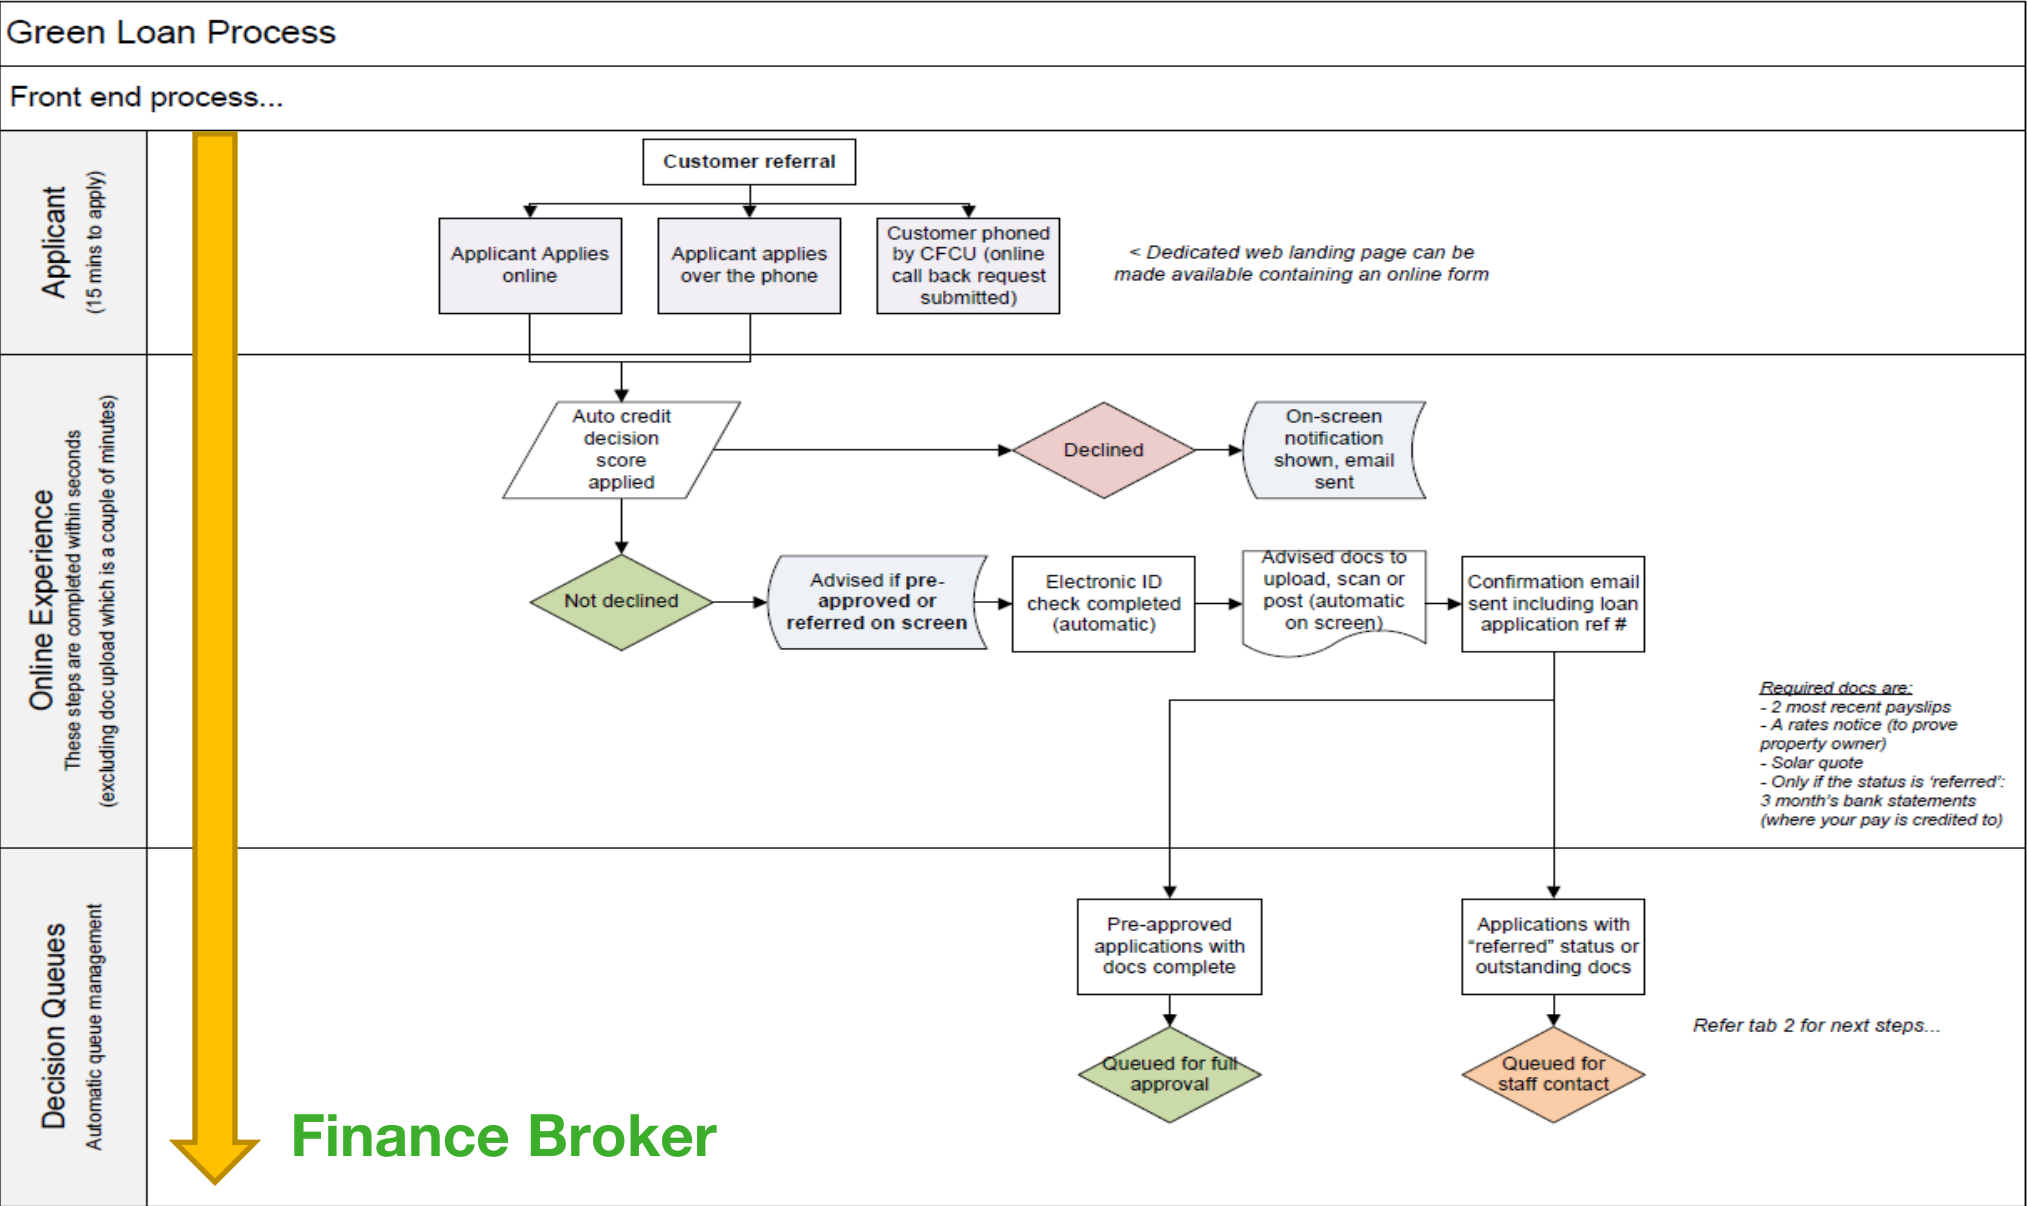 Green Loan Process
Front end process...
Applicant
(15 mins to apply)
Customer referral
Applicant Applies
online
Applicant applies
over the phone
Customer phoned
by CFCU (online
call back request
submitted)
< Dedicated web landing page can be
made available containing an online form
Online Experience
These steps are completed within seconds
(excluding doc upload which is a couple of minutes)
Auto credit
decision
score
applied
Declined
On-screen
notification
shown, email
sent
Not declined
Advised if pre-
approved or
referred on screen
Electronic ID
check completed
(automatic)
Advised docs to
upload, scan or
post (automatic
on screen)
Confirmation email
sent including loan
application ref #
Required docs are:
- 2 most recent payslips
- A rates notice (to prove
property owner)
- Solar quote
- Only if the status is 'referred':
3 month's bank statements
(where your pay is credited to)
Decision Queues
Automatic queue management
Pre-approved
applications with
docs complete
Applications with
"referred" status or
outstanding docs
Queued for full
approval
Queued for
staff contact
Refer tab 2 for next steps...
Finance Broker